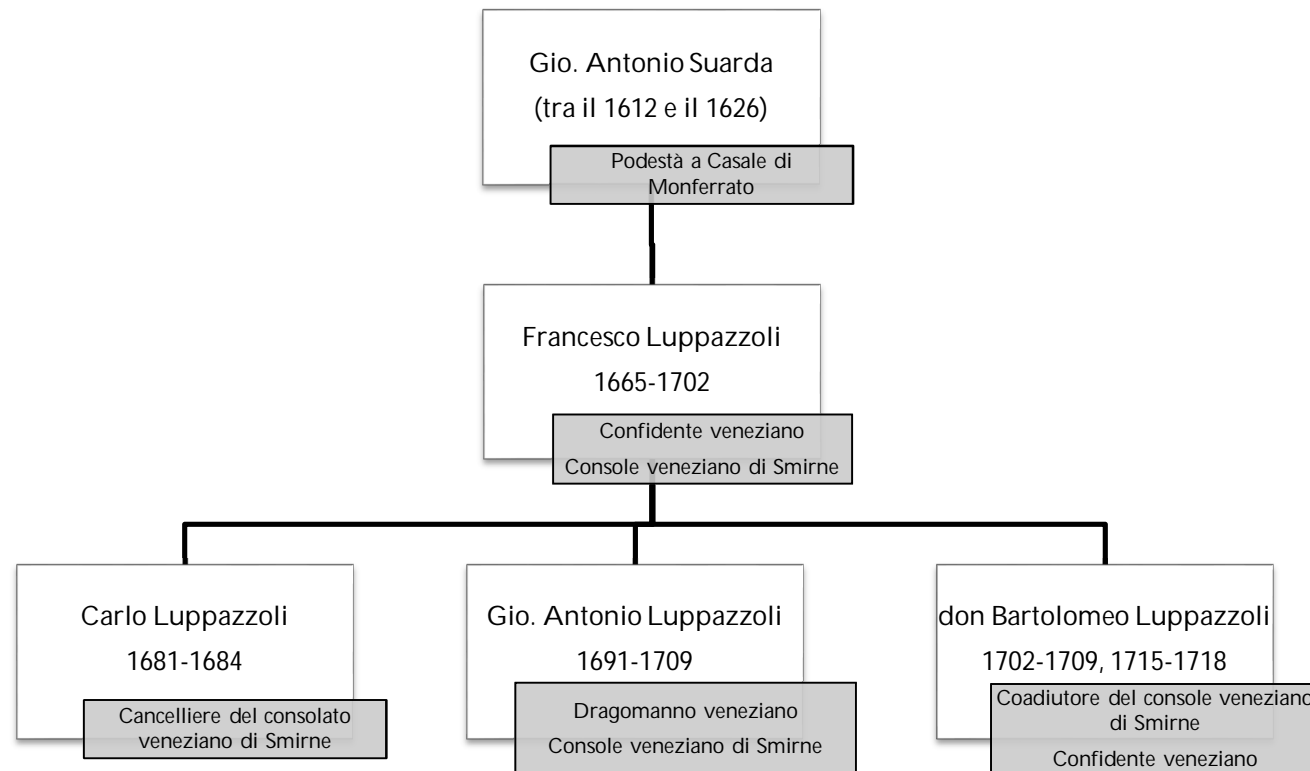 Gio. Antonio Suarda
(tra il 1612 e il 1626)
Podestà a Casale di
Monferrato
Francesco Luppazzoli
1665-1702
Confidente veneziano
Console veneziano di Smirne
Carlo Luppazzoli
1681-1684
Cancelliere del consolato
veneziano di Smirne
Gio. Antonio Luppazzoli
1691-1709
Dragomanno veneziano
Console veneziano di Smirne
don Bartolomeo Luppazzoli
1702-1709, 1715-1718
Coadiutore del console veneziano
di Smirne
Confidente veneziano